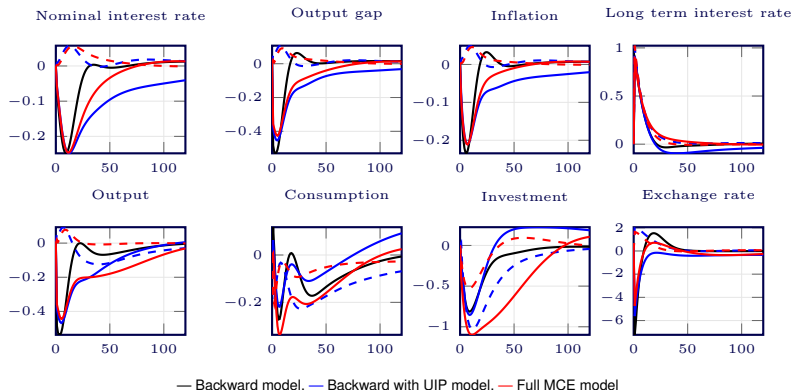 Nominal interest rate
Output gap
Inflation
Long term interest rate
0
−0.1
−0.2
0 50 100
0
−0.2
−0.4
0 50 100
0
−0.1
−0.2
0 50 100
1
0.5
0
0 50 100
Output
Consumption
Investment
Exchange rate
0
−0.2
−0.4
0 50 100
0
−0.2
0 50 100
0
−0.5
−1
0 50 100
2
0
−2
−4
−6
0 50 100
— Backward model, — Backward with UIP model, — Full MCE model